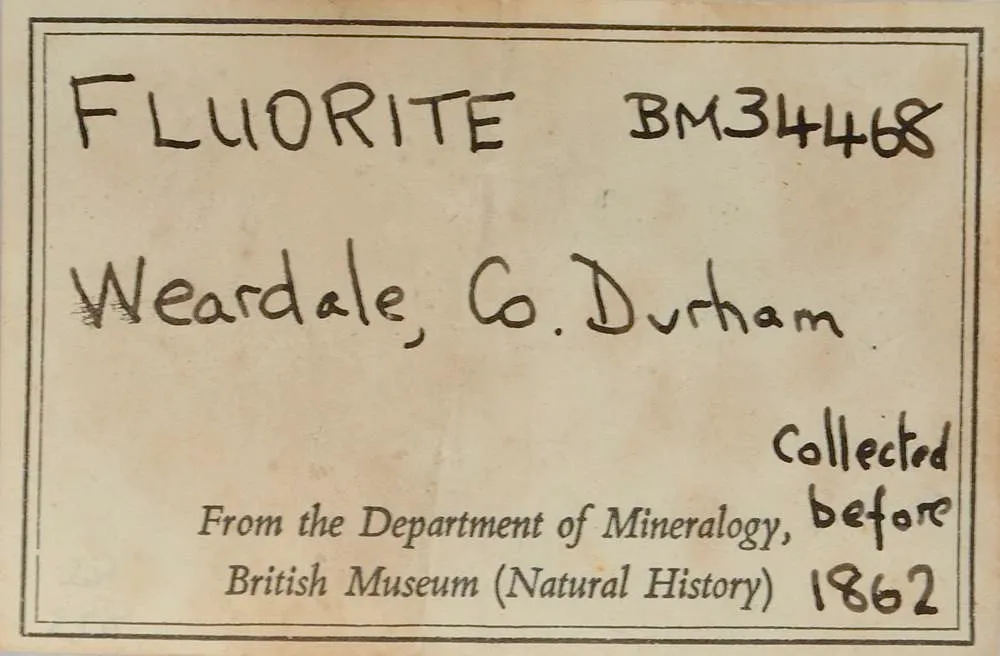 FLUORITE BM34468
Weardale, Co. Durham.
Collected
before
1862
From the Department of Mineralogy,
British Museum (Natural History)